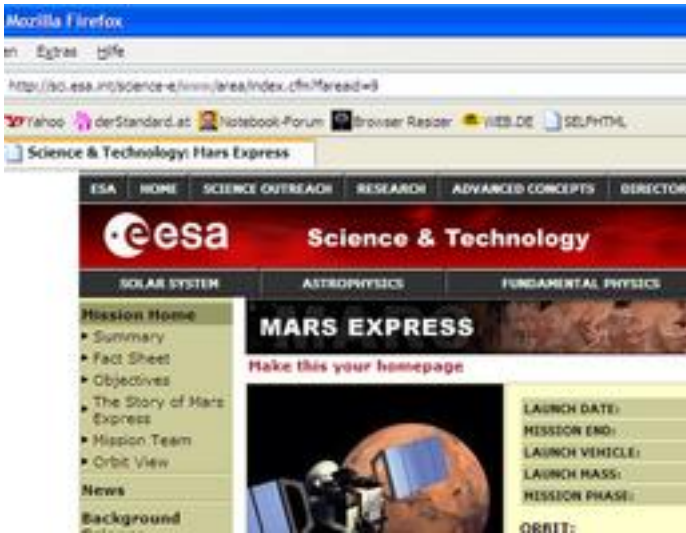 Mozilla Firefox
en Extras Hilfe
http://sci.esa.int/science-e/www/area/index.cfm?fareaid=9
Yahoo derStandard.at Notebook-Forum Browser Resizer WEB.DE SELFHTML
Science & Technology: Mars Express
ESA HOME SCIENCE OUTREACH RESEARCH ADVANCED CONCEPTS DIRECTOR
esa Science & Technology
SOLAR SYSTEM ASTROPHYSICS FUNDAMENTAL PHYSICS
Mission Home
MARS EXPRESS
Summary
Fact Sheet
Make this your homepage
Objectives
The Story of Mars
Express
Mission Team
Orbit View
News
Background
Science
LAUNCH DATE:
MISSION END:
LAUNCH VEHICLE:
LAUNCH MASS:
MISSION PHASE:
ORBIT: